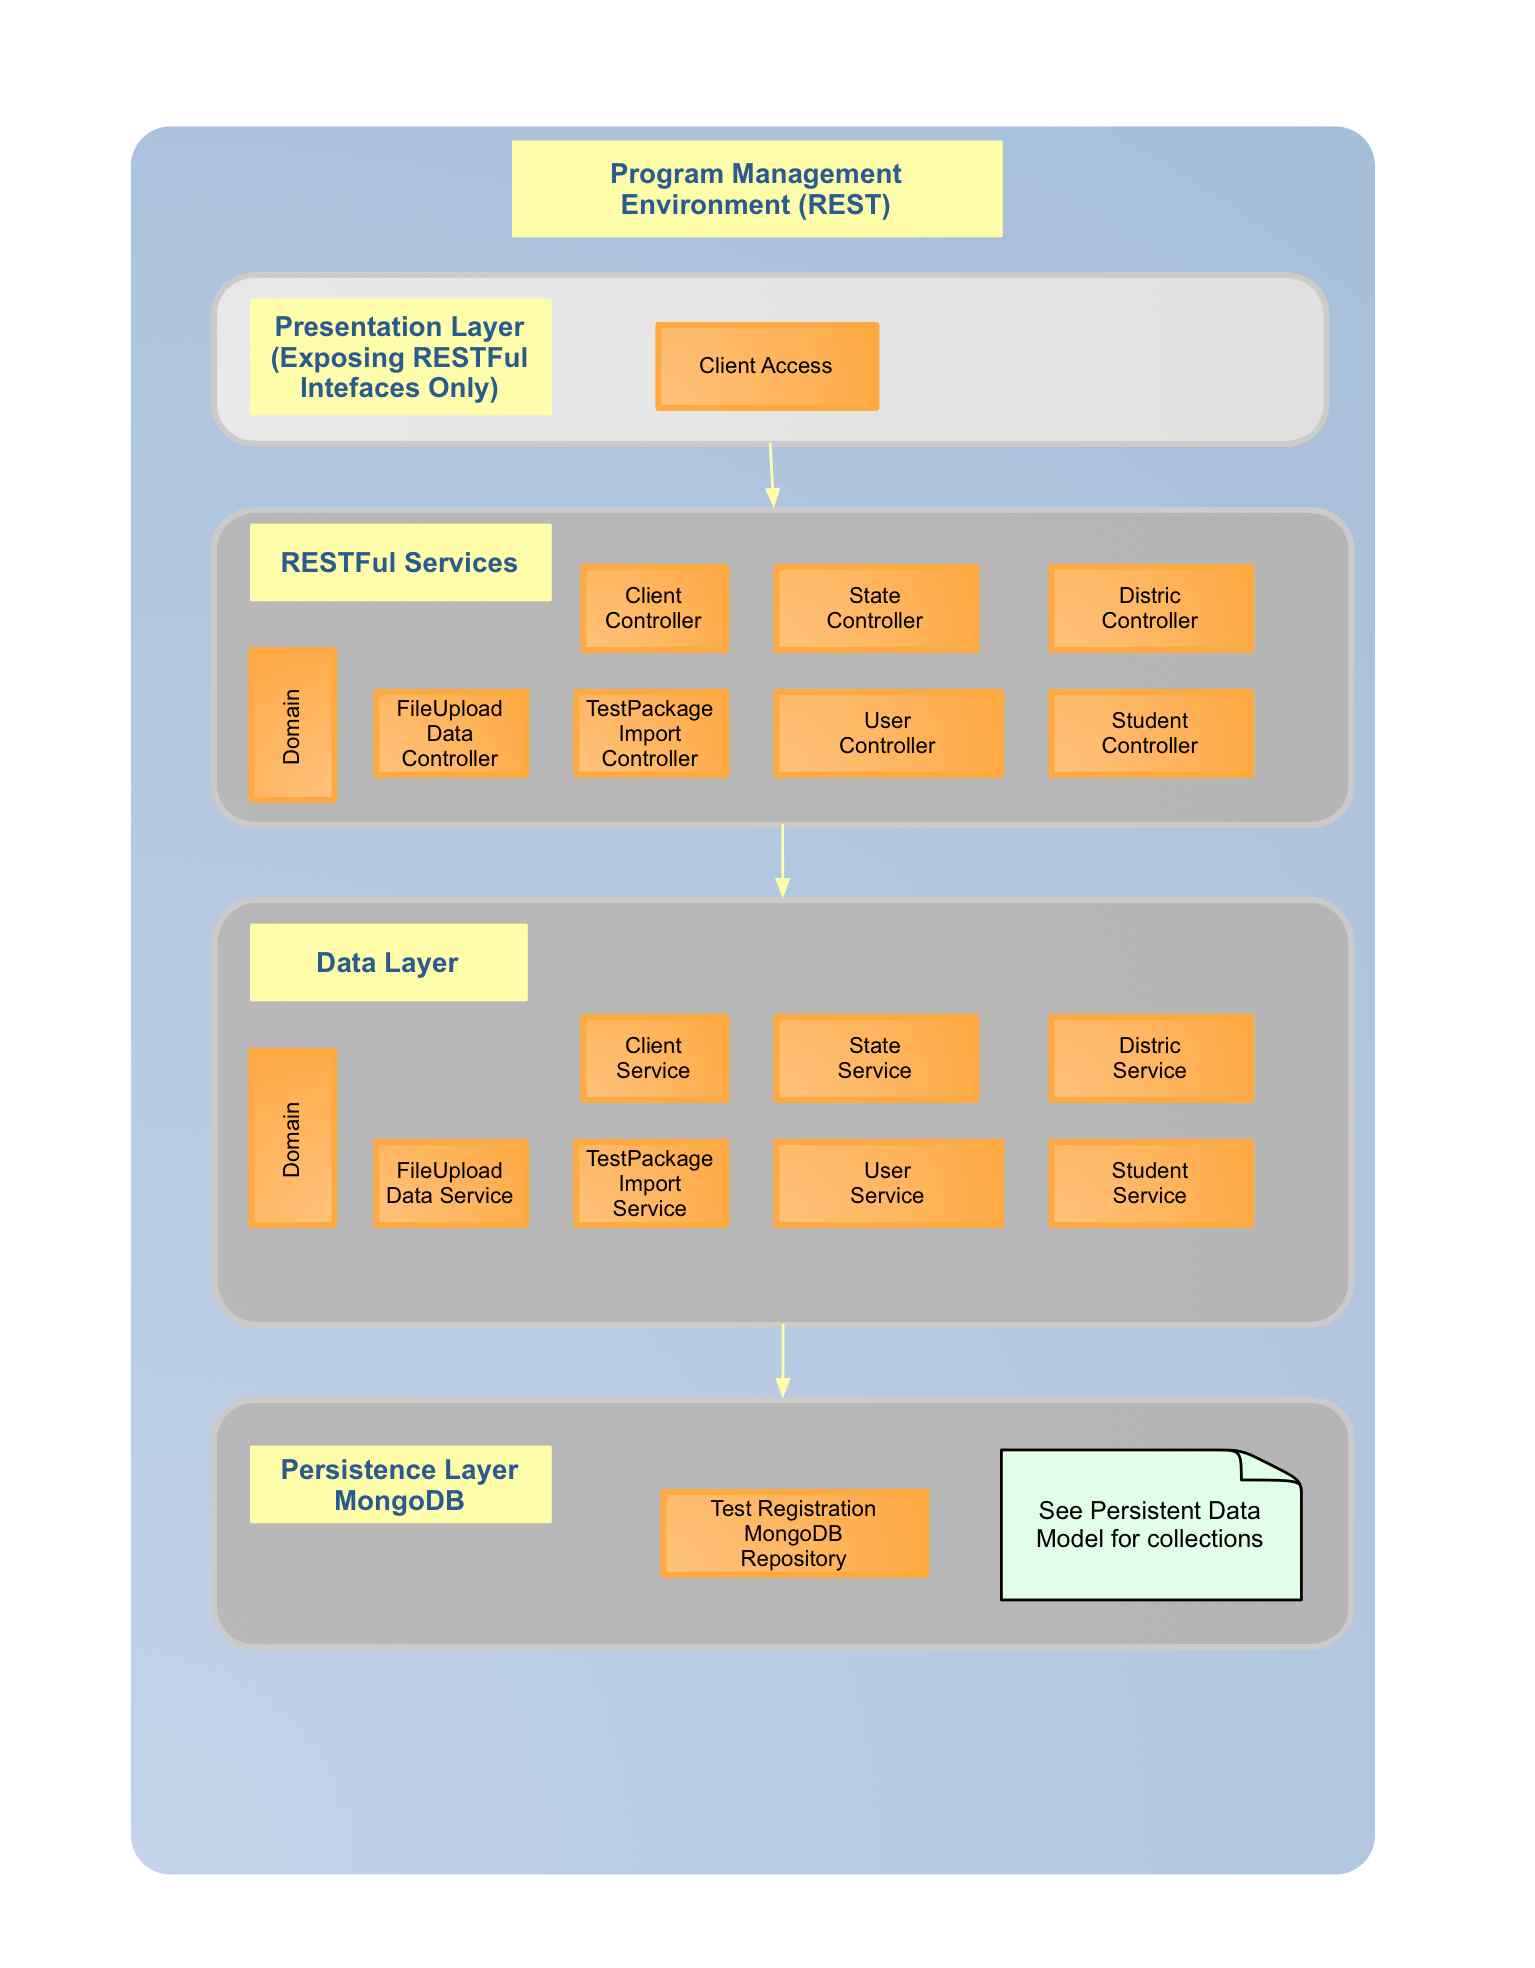 Program Management
Environment (REST)
Presentation Layer
(Exposing RESTFul
Intefaces Only)
Client Access
RESTFul Services
Client
Controller
State
Controller
Distric
Controller
Domain
FileUpload
Data
Controller
TestPackage
Import
Controller
User
Controller
Student
Controller
Data Layer
Client
Service
State
Service
Distric
Service
Domain
FileUpload
Data Service
TestPackage
Import
Service
User
Service
Student
Service
Persistence Layer
MongoDB
Test Registration
MongoDB
Repository
See Persistent Data
Model for collections